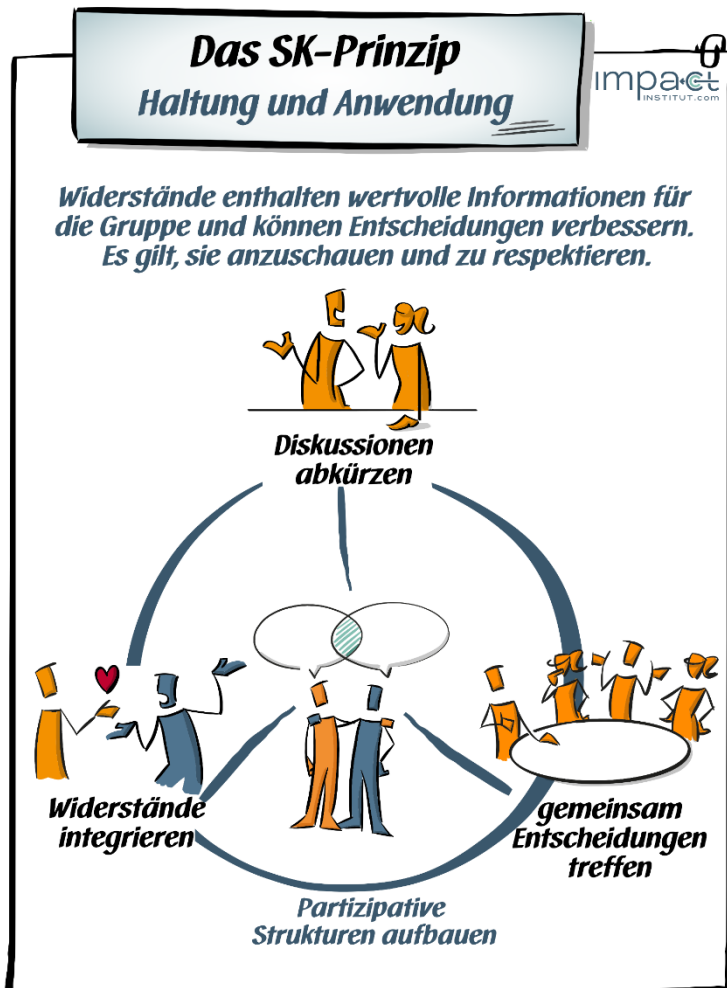 Das SK-Prinzip
Haltung und Anwendung
impact
INSTITUT.com
Widerstände enthalten wertvolle Informationen für
die Gruppe und können Entscheidungen verbessern.
Es gilt, sie anzuschauen und zu respektieren.
Diskussionen
abkürzen
Widerstände
integrieren
gemeinsam
Entscheidungen
treffen
Partizipative
Strukturen aufbauen